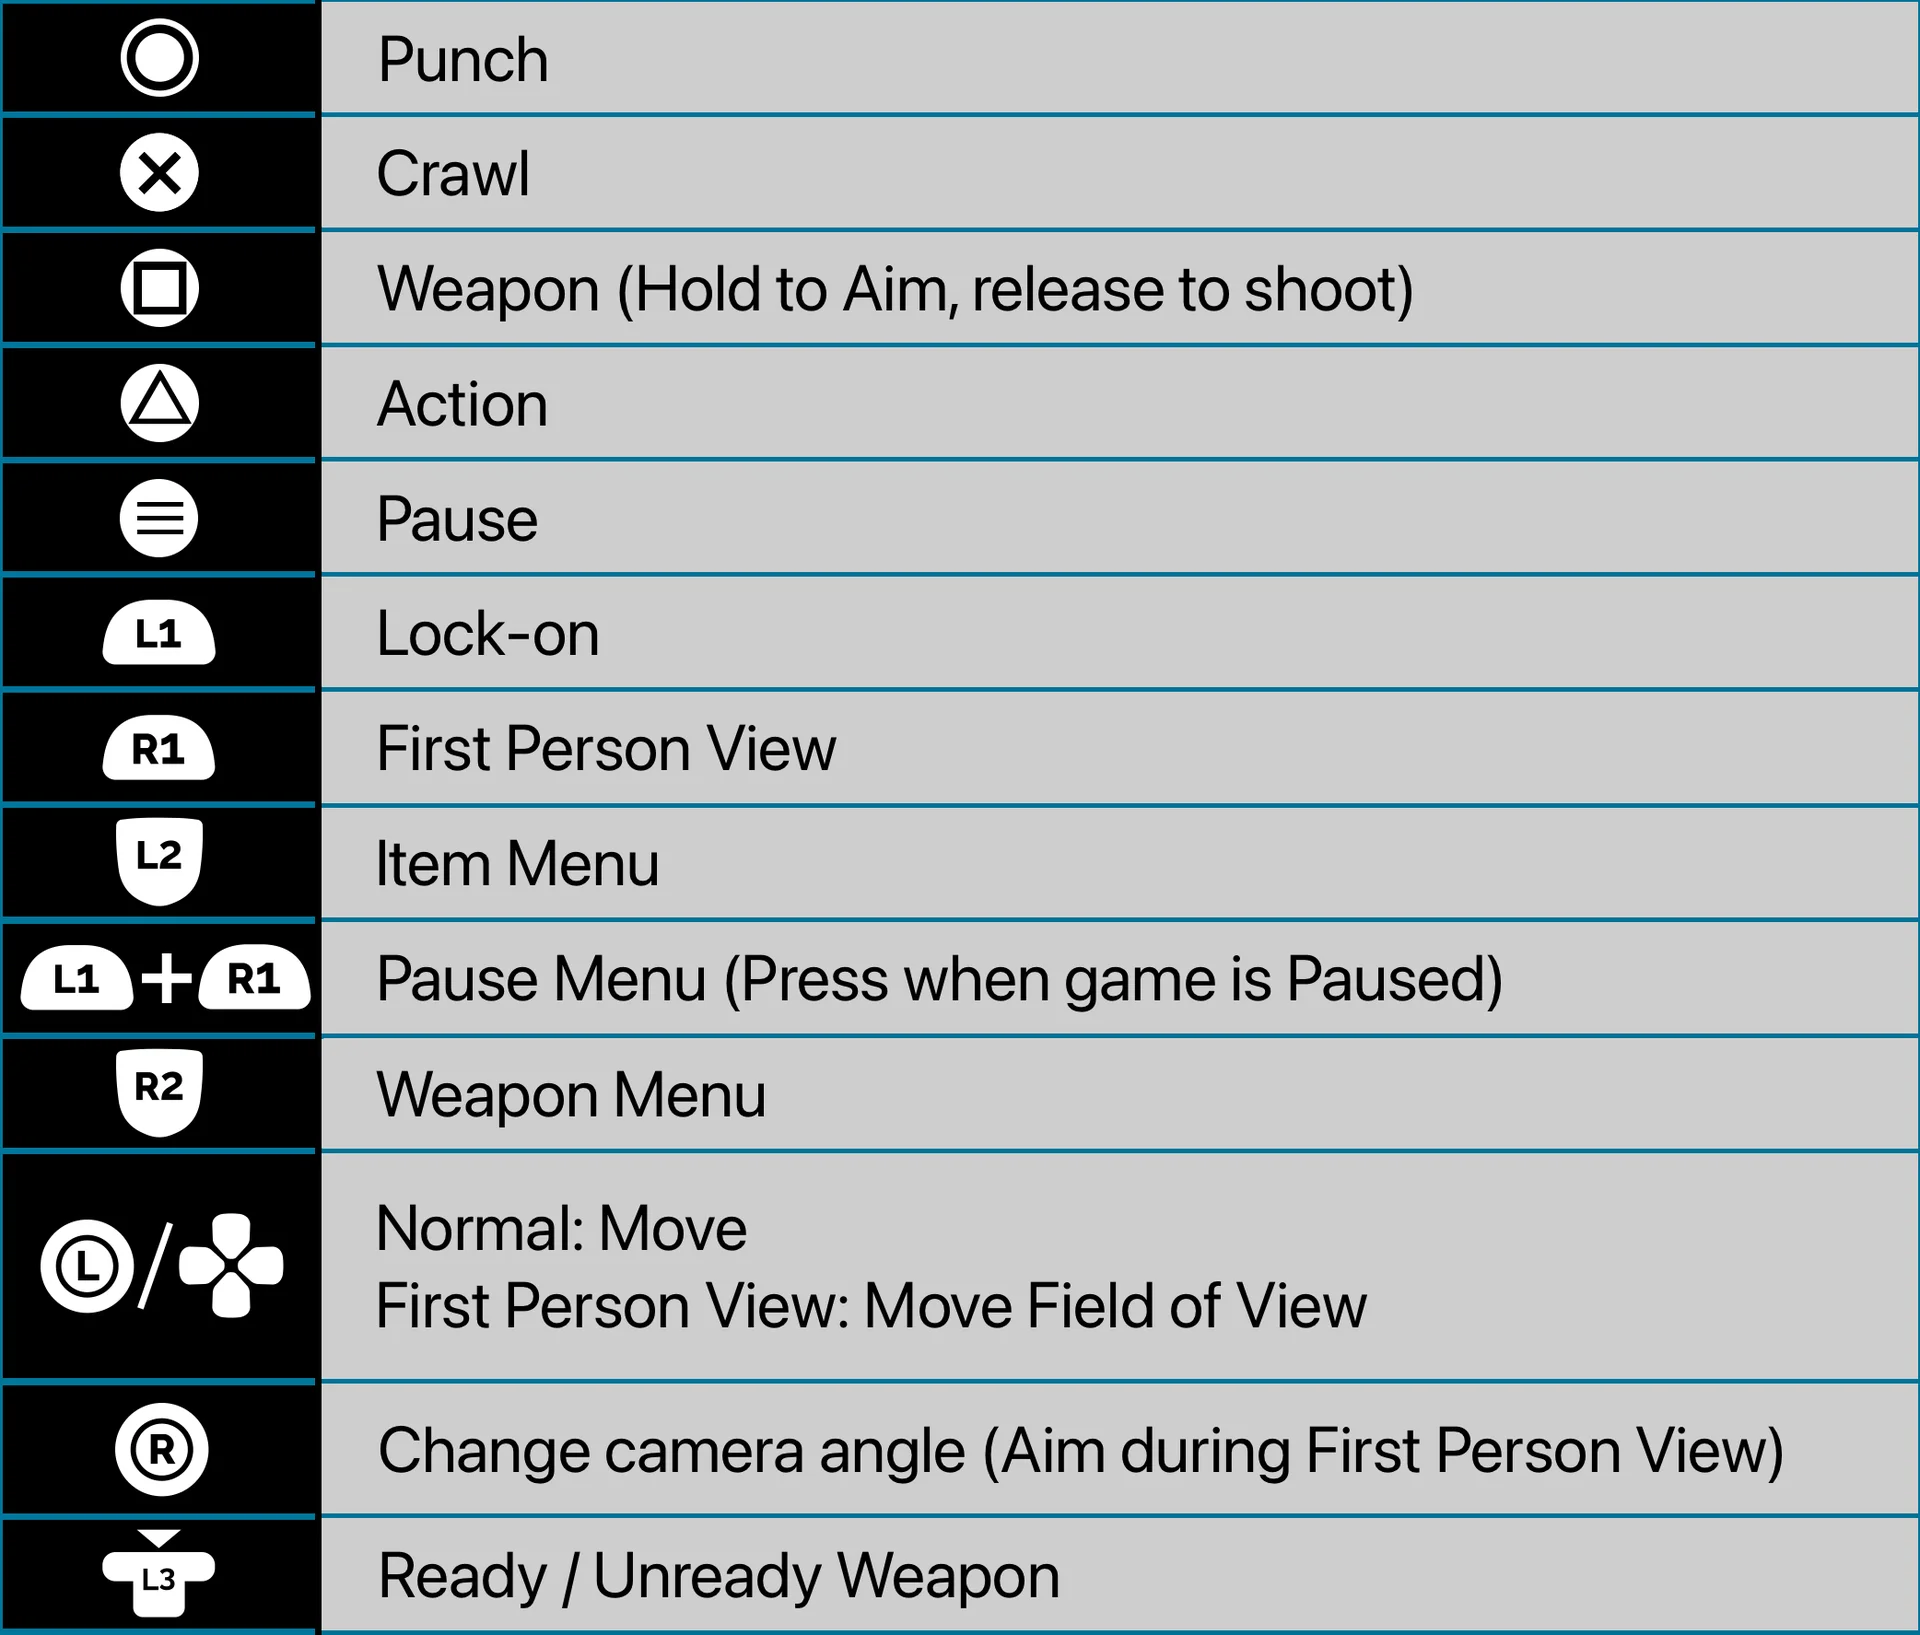 Punch
Crawl
Weapon (Hold to Aim, release to shoot)
Action
Pause
L1 Lock-on
R1 First Person View
L2 Item Menu
L1+R1 Pause Menu (Press when game is Paused)
R2 Weapon Menu
Normal: Move
L/ First Person View: Move Field of View
R Change camera angle (Aim during First Person View)
L3 Ready / Unready Weapon